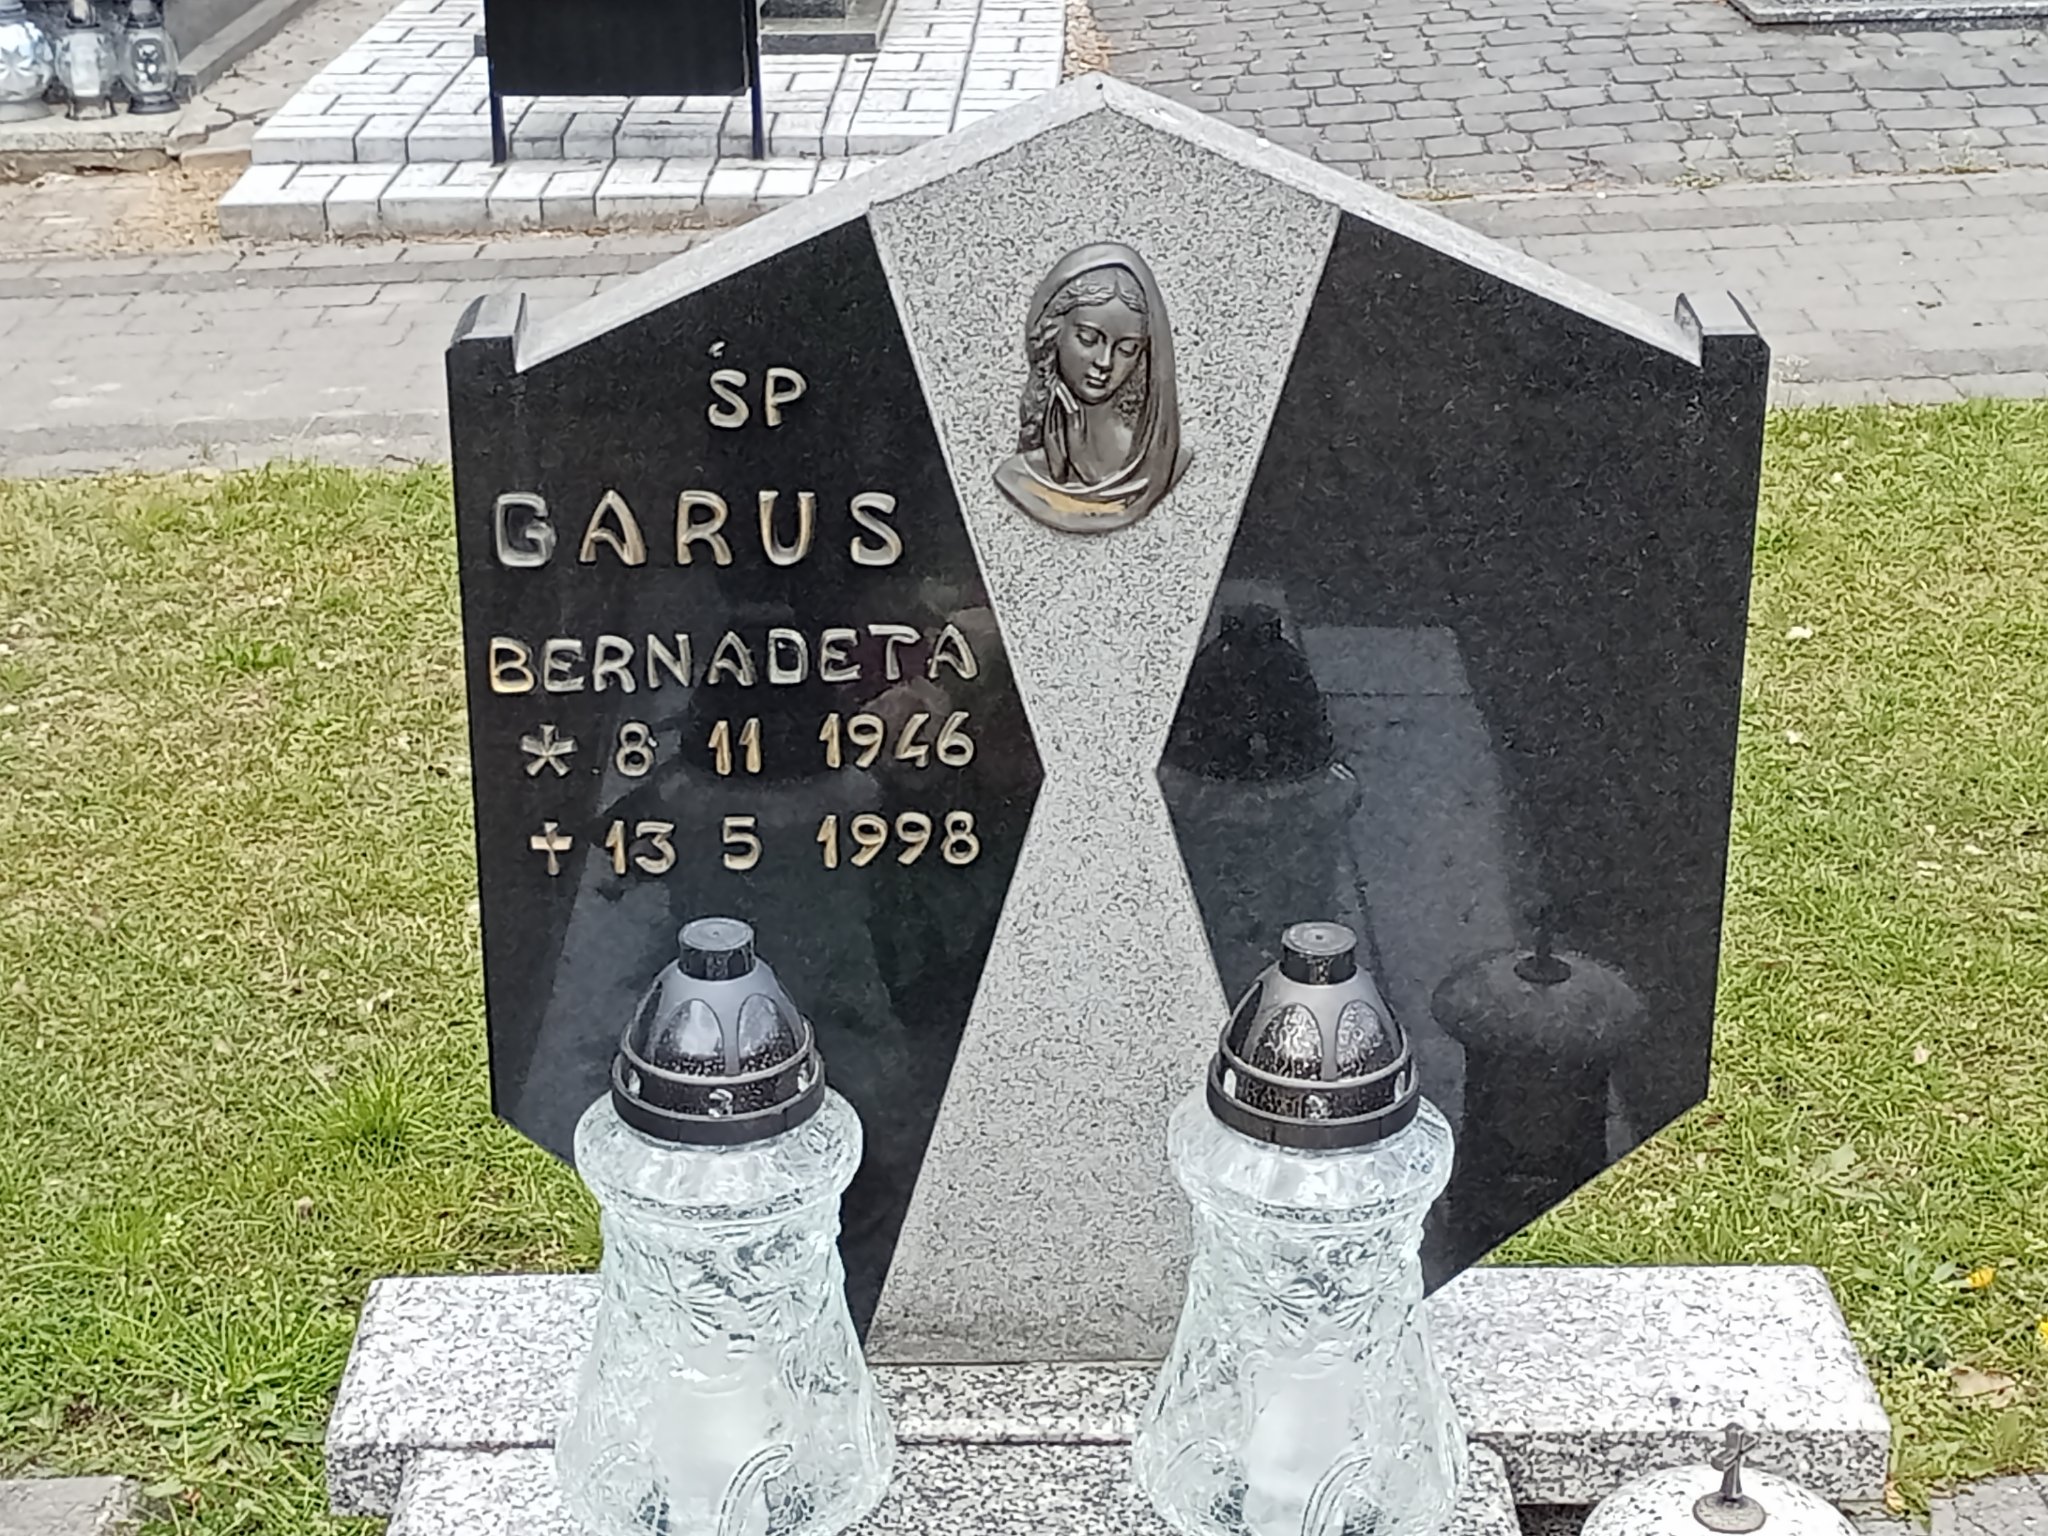 ŚP
GARUS
BERNADETA
* 8 11 1946
† 13 5 1998